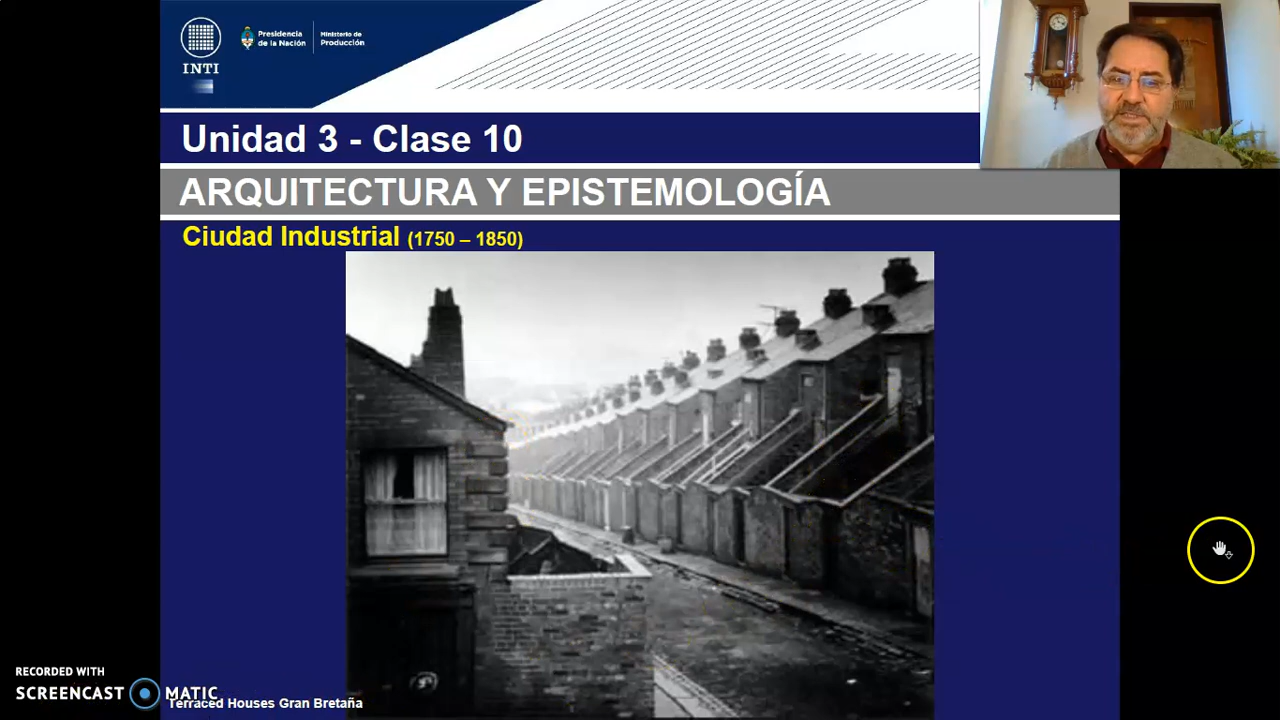 INTI
Presidencia
de la Nación
Ministerio de
Producción
Unidad 3 - Clase 10
ARQUITECTURA Y EPISTEMOLOGÍA
Ciudad Industrial (1750 – 1850)
RECORDED WITH
SCREENCAST MATIC
Terraced Houses Gran Bretaña